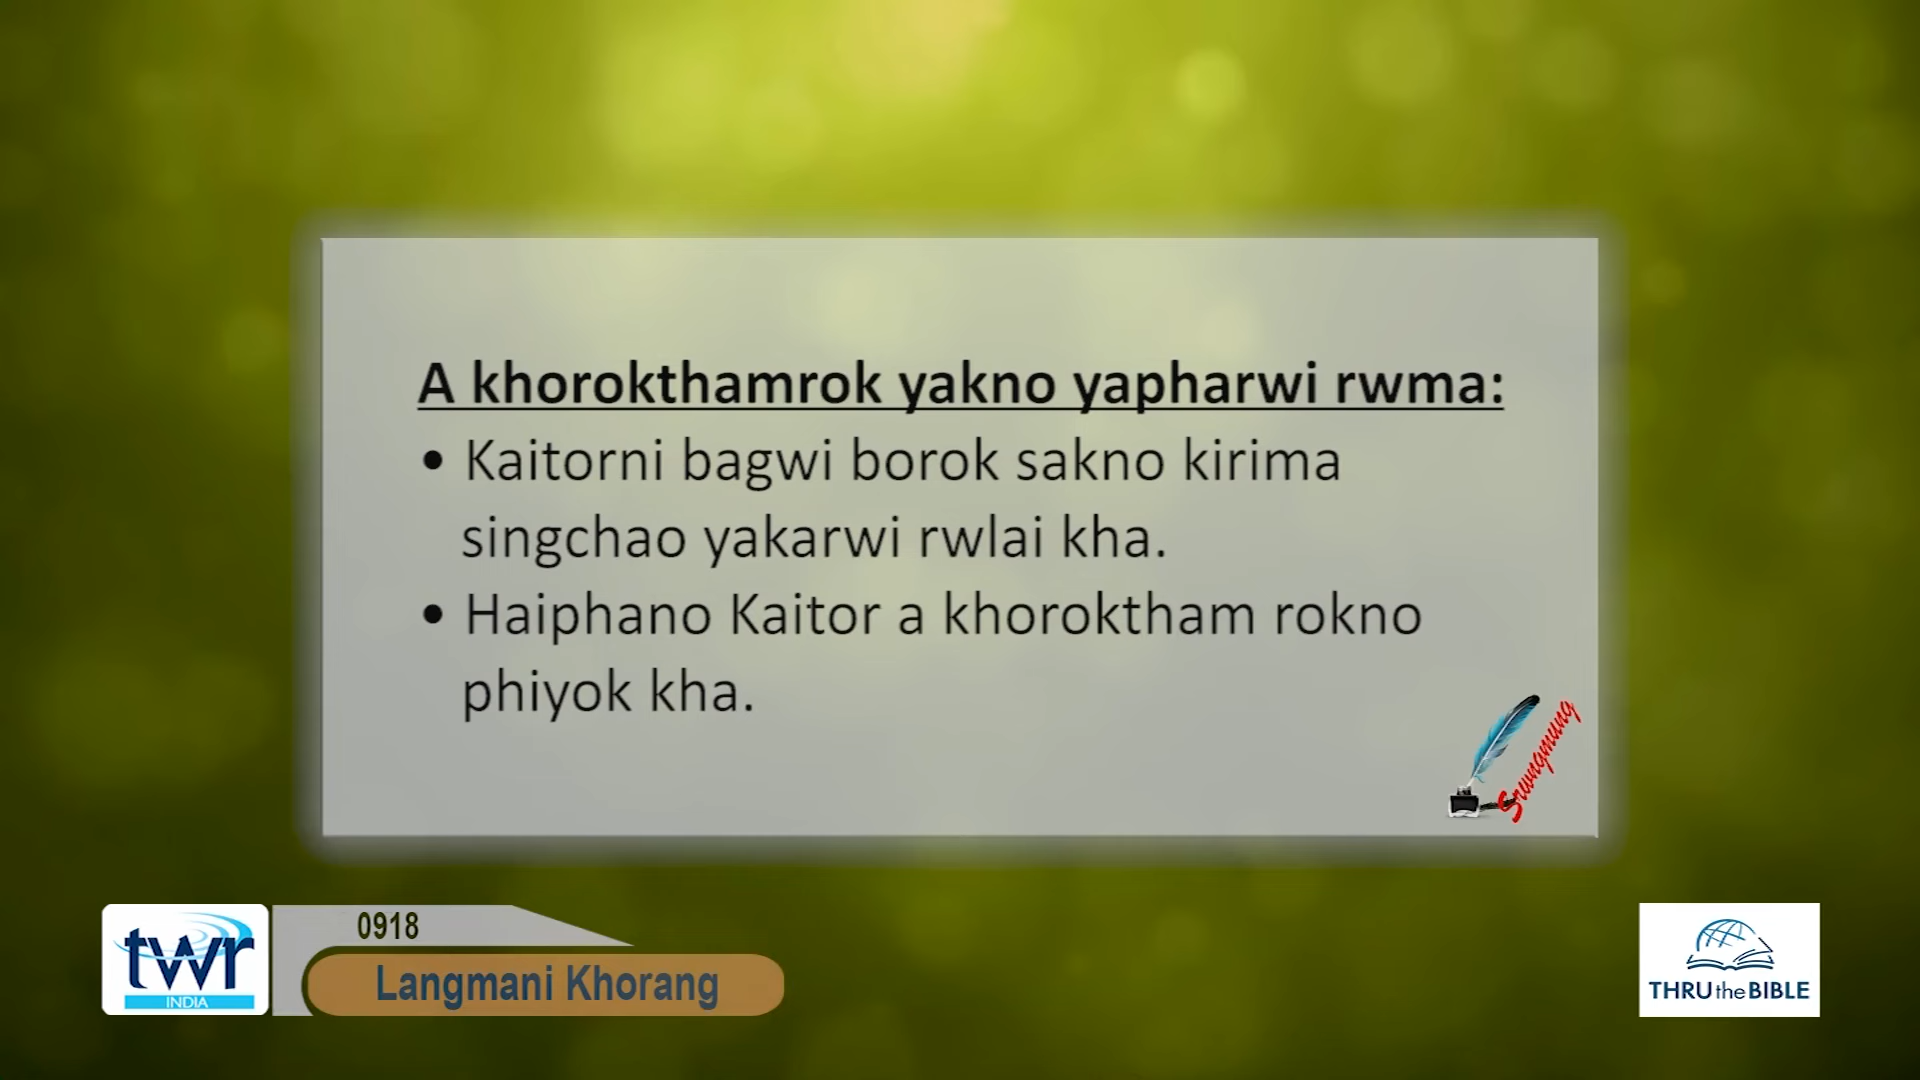 A khorokthamrok yakno yapharwi rwma:
• Kaitorni bagwi borok sakno kirima
singchao yakarwi rwlai kha.
• Haiphano Kaitor a khoroktham rokno
phiyok kha.
Srwngmung
twr
INDIA
0918
Langmani Khorang
THRU the BIBLE